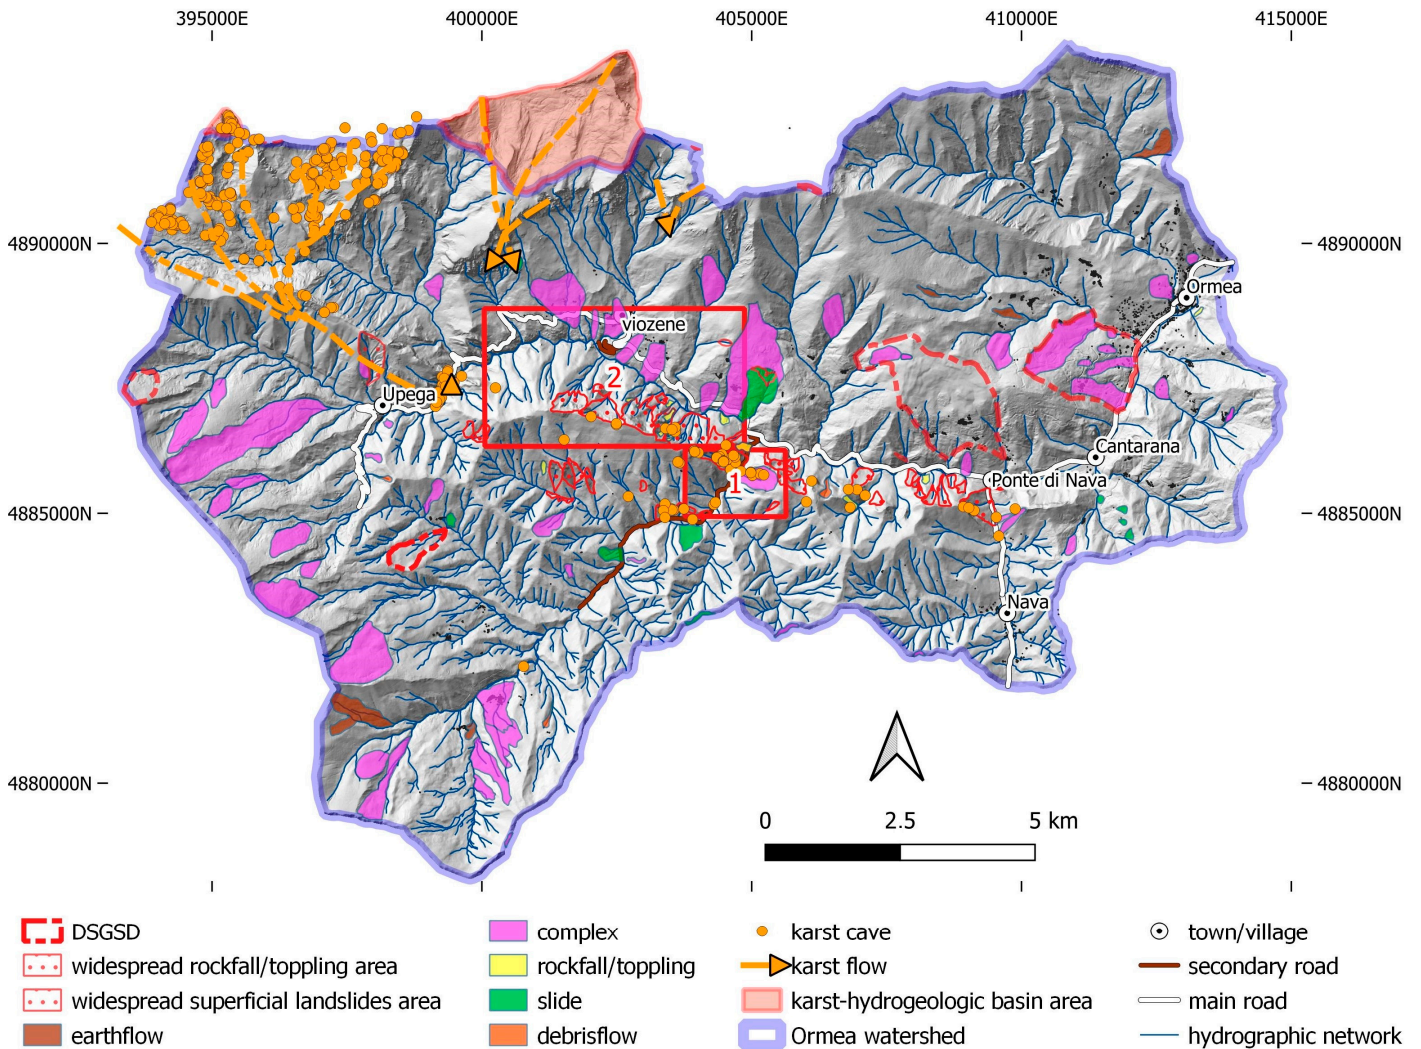 395000E 400000E 405000E 410000E 415000E
4890000N 4890000N
Ormea
viozene
2
Upega
Cantarana
Ponte di Nava
1
4885000N 4885000N
Nava
4880000N 4880000N
0 2.5 5 km
DSGSD complex karst cave town/village
widespread rockfall/toppling area rockfall/toppling karst flow secondary road
widespread superficial landslides area slide karst-hydrogeologic basin area main road
earthflow debrisflow Ormea watershed hydrographic network